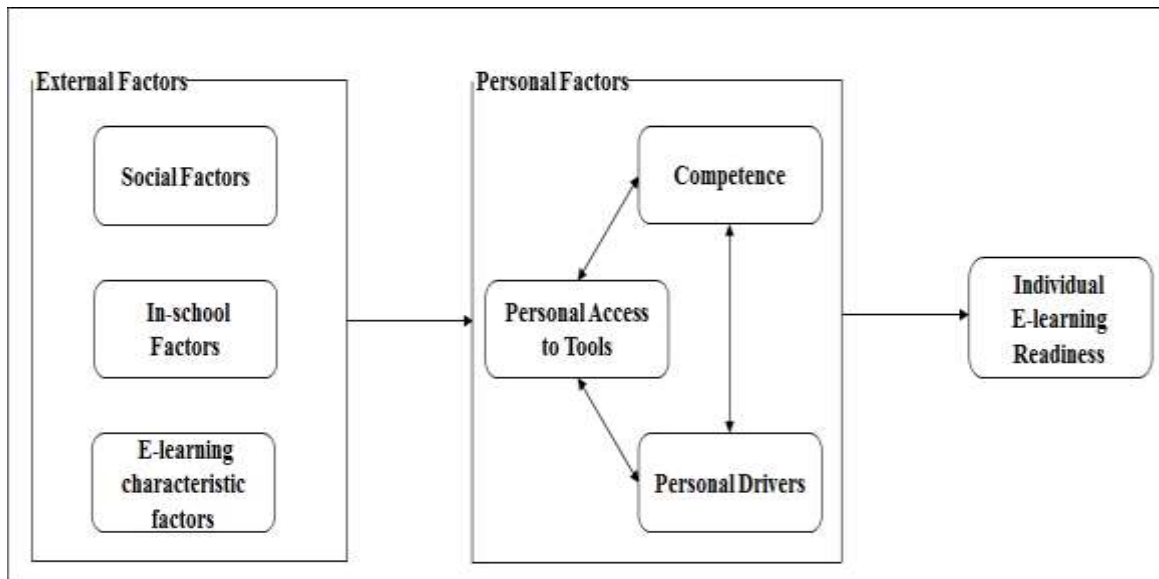 External Factors
Social Factors
In-school
Factors
E-learning
characteristic
factors
Personal Factors
Competence
Personal Access
to Tools
Personal Drivers
Individual
E-learning
Readiness